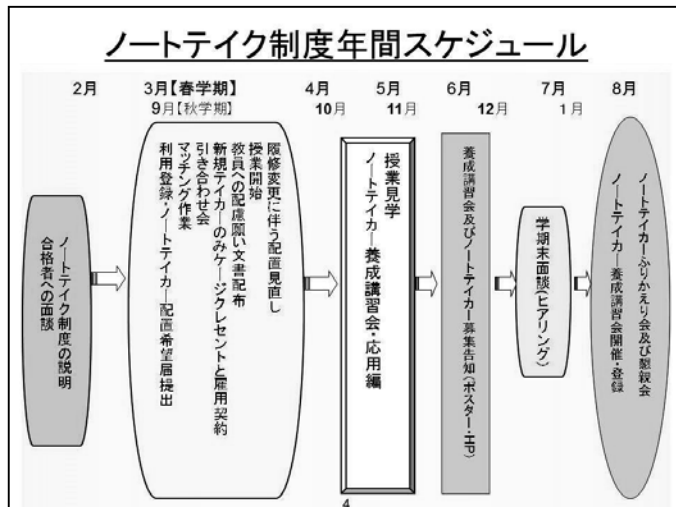 ノートテイク制度年間スケジュール
2月 3月【春学期】 4月 5月 6月 7月 8月
9月【秋学期】 10月 11月 12月 1月
ノートテイク制度の説明
合格者への面談
履修変更に伴う配置見直し
授業開始
教員への配慮願い文書配布
新規テイカーのみケージクレセントと雇用契約
引き合わせ会
マッチング作業
利用登録・ノートテイカー配置希望届提出
授業見学
ノートテイカー養成講習会・応用編
養成講習会及びノートテイカー募集告知(ポスター・HP)
学期末面談(ヒアリング)
ノートテイカーふりかえり会及び懇親会
ノートテイカー養成講習会開催・登録
4